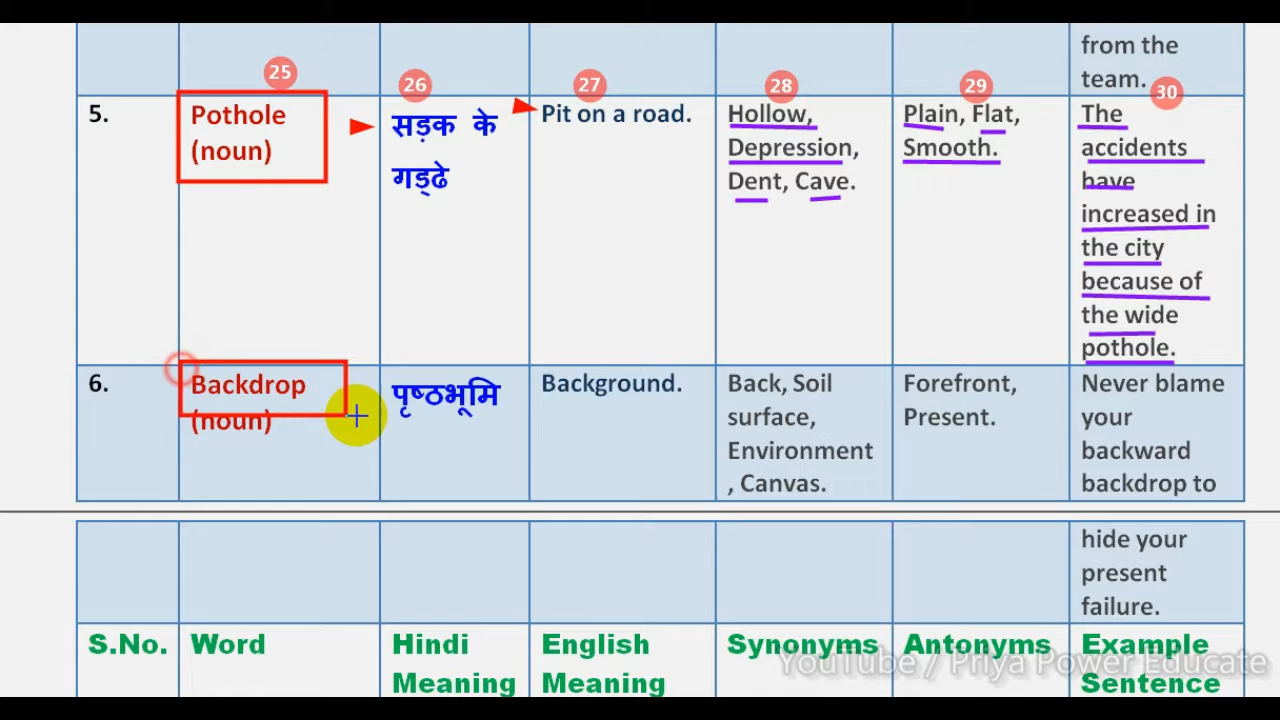 from the
team.
25 26 27 28 29 30
5. Pothole सड़क के Pit on a road. Hollow, Plain, Flat, The
(noun) गड्ढे Depression, Smooth. accidents
Dent, Cave. have
increased in
the city
because of
the wide
pothole.
6. Backdrop पृष्ठभूमि Background. Back, Soil Forefront, Never blame
(noun) surface, Present. your
Environment backward
, Canvas. backdrop to
hide your
present
failure.
S.No. Word Hindi English Synonyms Antonyms Example
Meaning Meaning Sentence
YouTube / Priya Power Educate